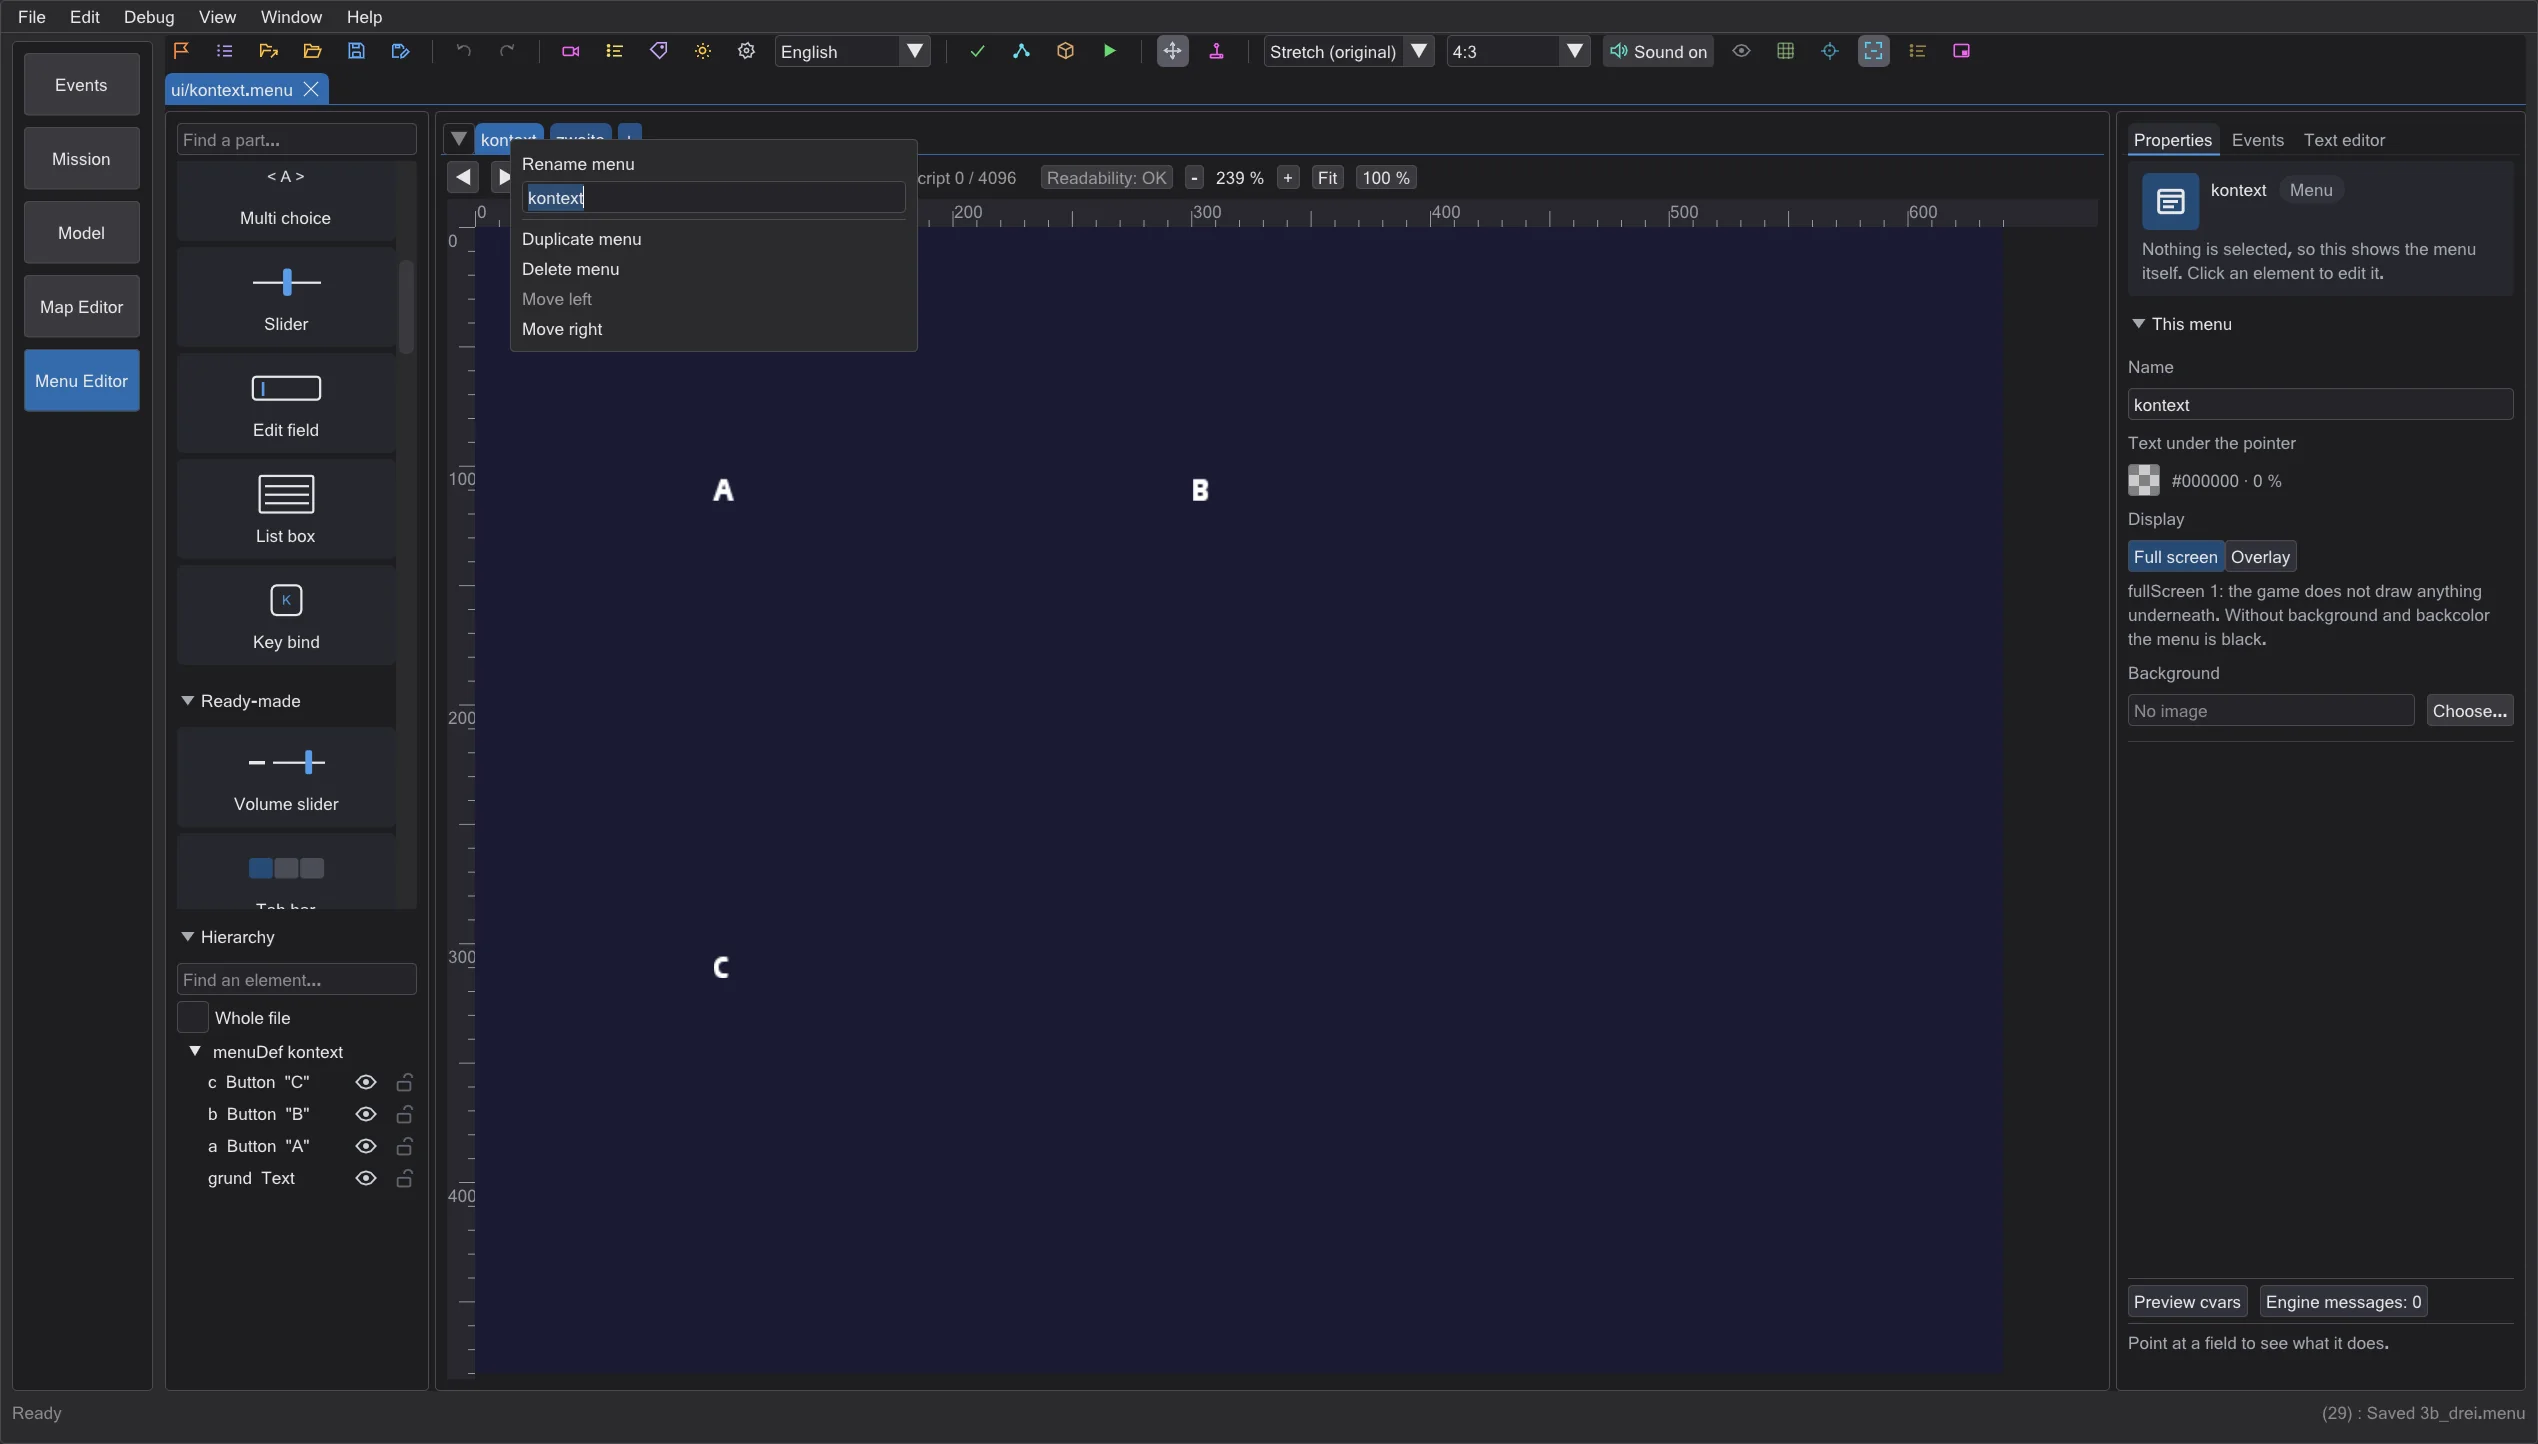 File Edit Debug View Window Help
English
Stretch (original)
4:3
Sound on
ui/kontext.menu
Events
Mission
Model
Map Editor
Menu Editor
Find a part...
< A >
Multi choice
Slider
Edit field
List box
K
Key bind
Ready-made
Volume slider
Hierarchy
Find an element...
Whole file
menuDef kontext
c Button "C"
b Button "B"
a Button "A"
grund Text
cript 0 / 4096 Readability: OK - 239 % + Fit 100 %
Rename menu
kontext
Duplicate menu
Delete menu
Move left
Move right
0 200 300 400 500 600
0
100
200
300
400
A B
C
Properties Events Text editor
kontext Menu
Nothing is selected, so this shows the menu
itself. Click an element to edit it.
This menu
Name
kontext
Text under the pointer
#000000 · 0 %
Display
Full screen Overlay
fullScreen 1: the game does not draw anything
underneath. Without background and backcolor
the menu is black.
Background
No image Choose...
Preview cvars Engine messages: 0
Point at a field to see what it does.
Ready
(29) : Saved 3b_drei.menu